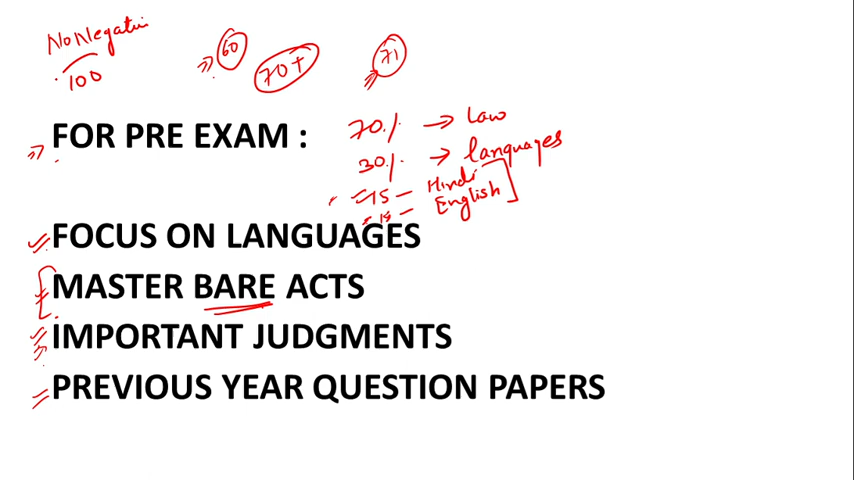 No Negative
100
60
70+
71
FOR PRE EXAM :
70% → Law
30% → languages
15 – Hindi
15 – English
FOCUS ON LANGUAGES
MASTER BARE ACTS
IMPORTANT JUDGMENTS
PREVIOUS YEAR QUESTION PAPERS